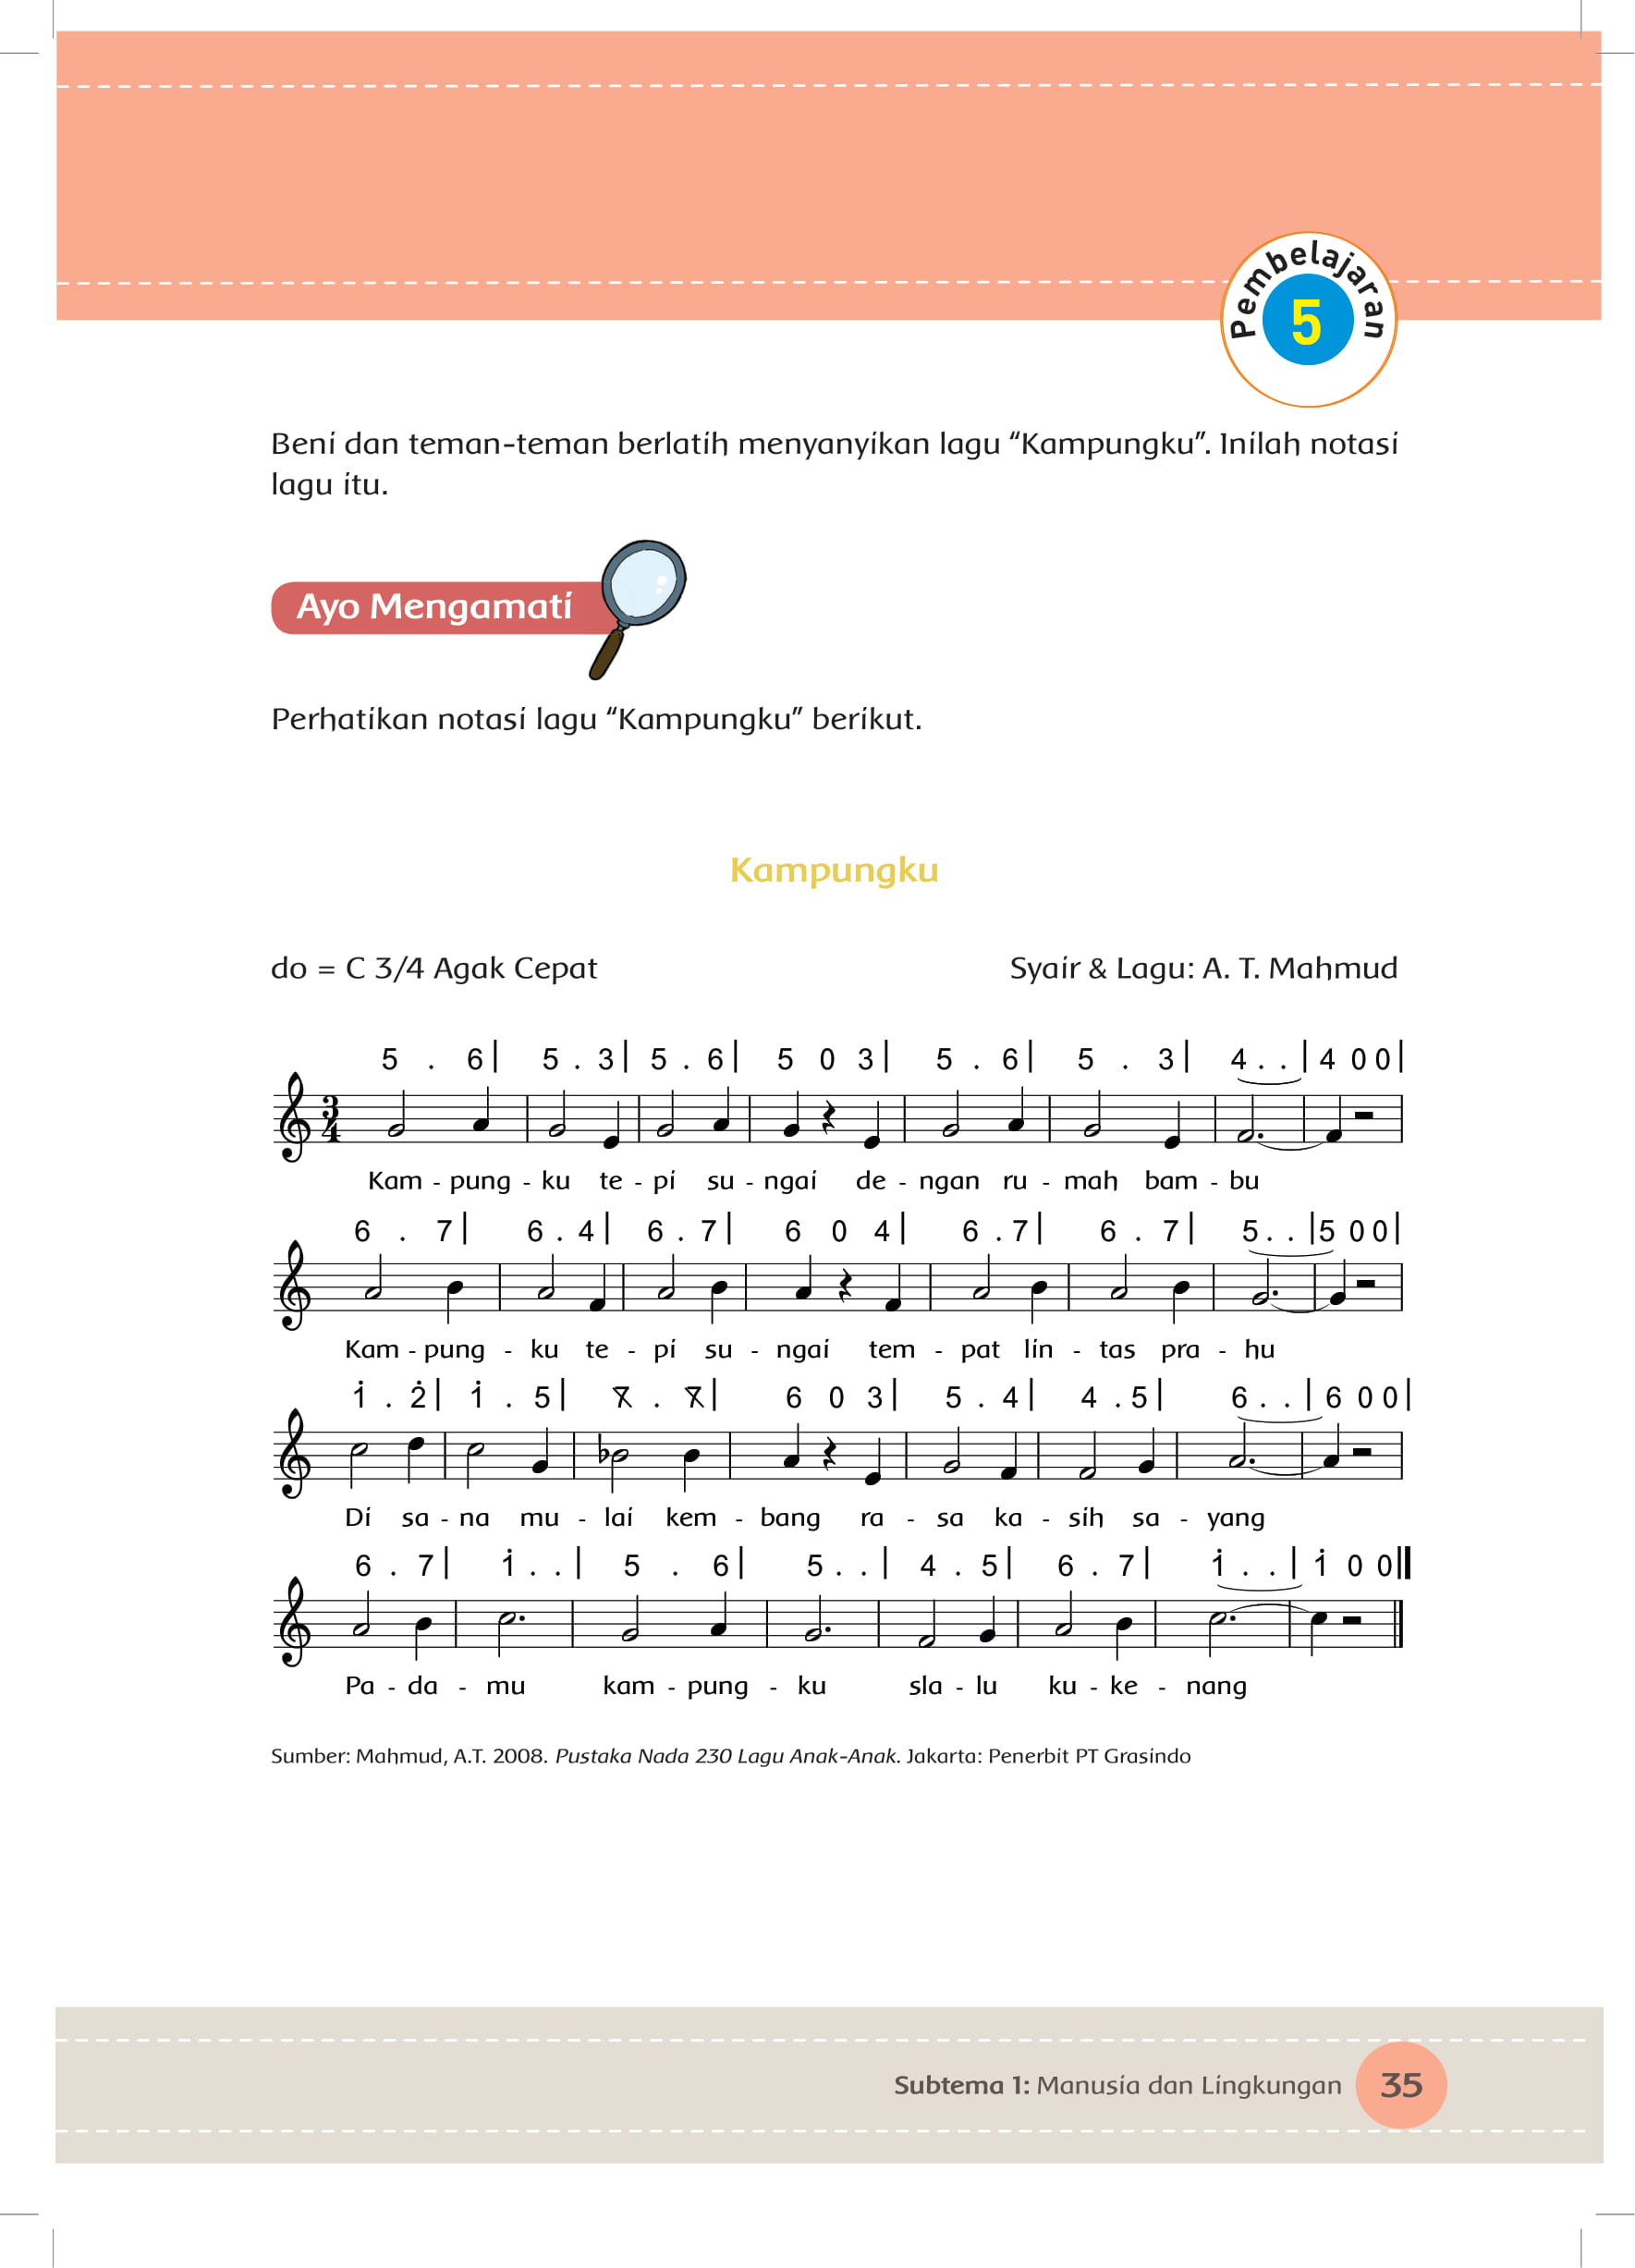 Pembelajaran
5
Beni dan teman-teman berlatih menyanyikan lagu “Kampungku”. Inilah notasi
lagu itu.
Ayo Mengamati
Perhatikan notasi lagu “Kampungku” berikut.
Kampungku
do = C 3/4 Agak Cepat
Syair & Lagu: A. T. Mahmud
5 . 6 | 5 . 3 | 5 . 6 | 5 0 3 | 5 . 6 | 5 . 3 | 4 . . | 4 0 0 |
3
4
Kam - pung - ku te - pi su - ngai de - ngan ru - mah bam - bu
6 . 7 | 6 . 4 | 6 . 7 | 6 0 4 | 6 . 7 | 6 . 7 | 5 . . | 5 0 0 |
Kam - pung - ku te - pi su - ngai tem - pat lin - tas pra - hu
1̇ . 2̇ | 1̇ . 5 | 7̸ . 7̸ | 6 0 3 | 5 . 4 | 4 . 5 | 6 . . | 6 0 0 |
Di sa - na mu - lai kem - bang ra - sa ka - sih sa - yang
6 . 7 | 1̇ . . | 5 . 6 | 5 . . | 4 . 5 | 6 . 7 | 1̇ . . | 1̇ 0 0 ||
Pa - da - mu kam - pung - ku sla - lu ku - ke - nang
Sumber: Mahmud, A.T. 2008. Pustaka Nada 230 Lagu Anak-Anak. Jakarta: Penerbit PT Grasindo
Subtema 1: Manusia dan Lingkungan 35